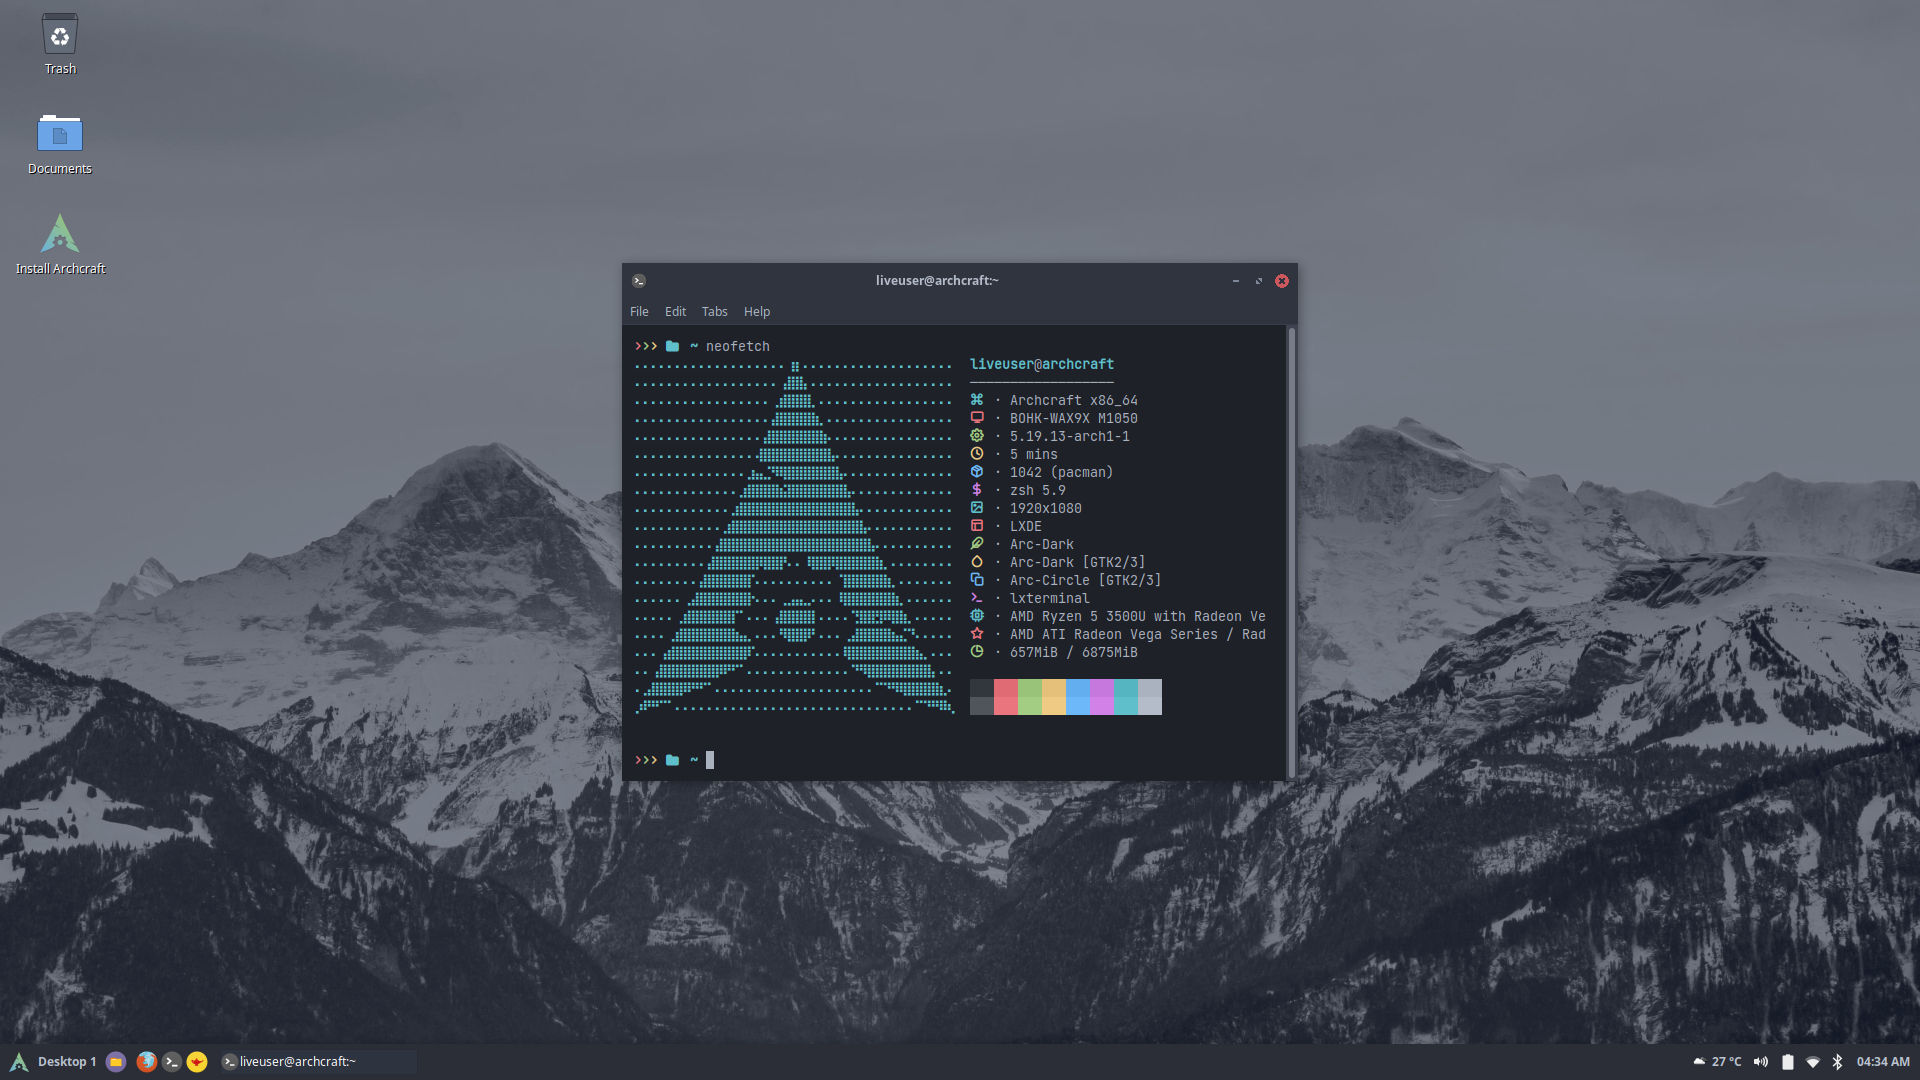 Trash
Documents
Install Archcraft
liveuser@archcraft:~
File Edit Tabs Help
~ neofetch
liveuser@archcraft
Archcraft x86_64
BOHK-WAX9X M1050
5.19.13-arch1-1
5 mins
1042 (pacman)
zsh 5.9
1920x1080
LXDE
Arc-Dark
Arc-Dark [GTK2/3]
Arc-Circle [GTK2/3]
lxterminal
AMD Ryzen 5 3500U with Radeon Ve
AMD ATI Radeon Vega Series / Rad
657MiB / 6875MiB
~
Desktop 1 liveuser@archcraft:~ 27 °C 04:34 AM